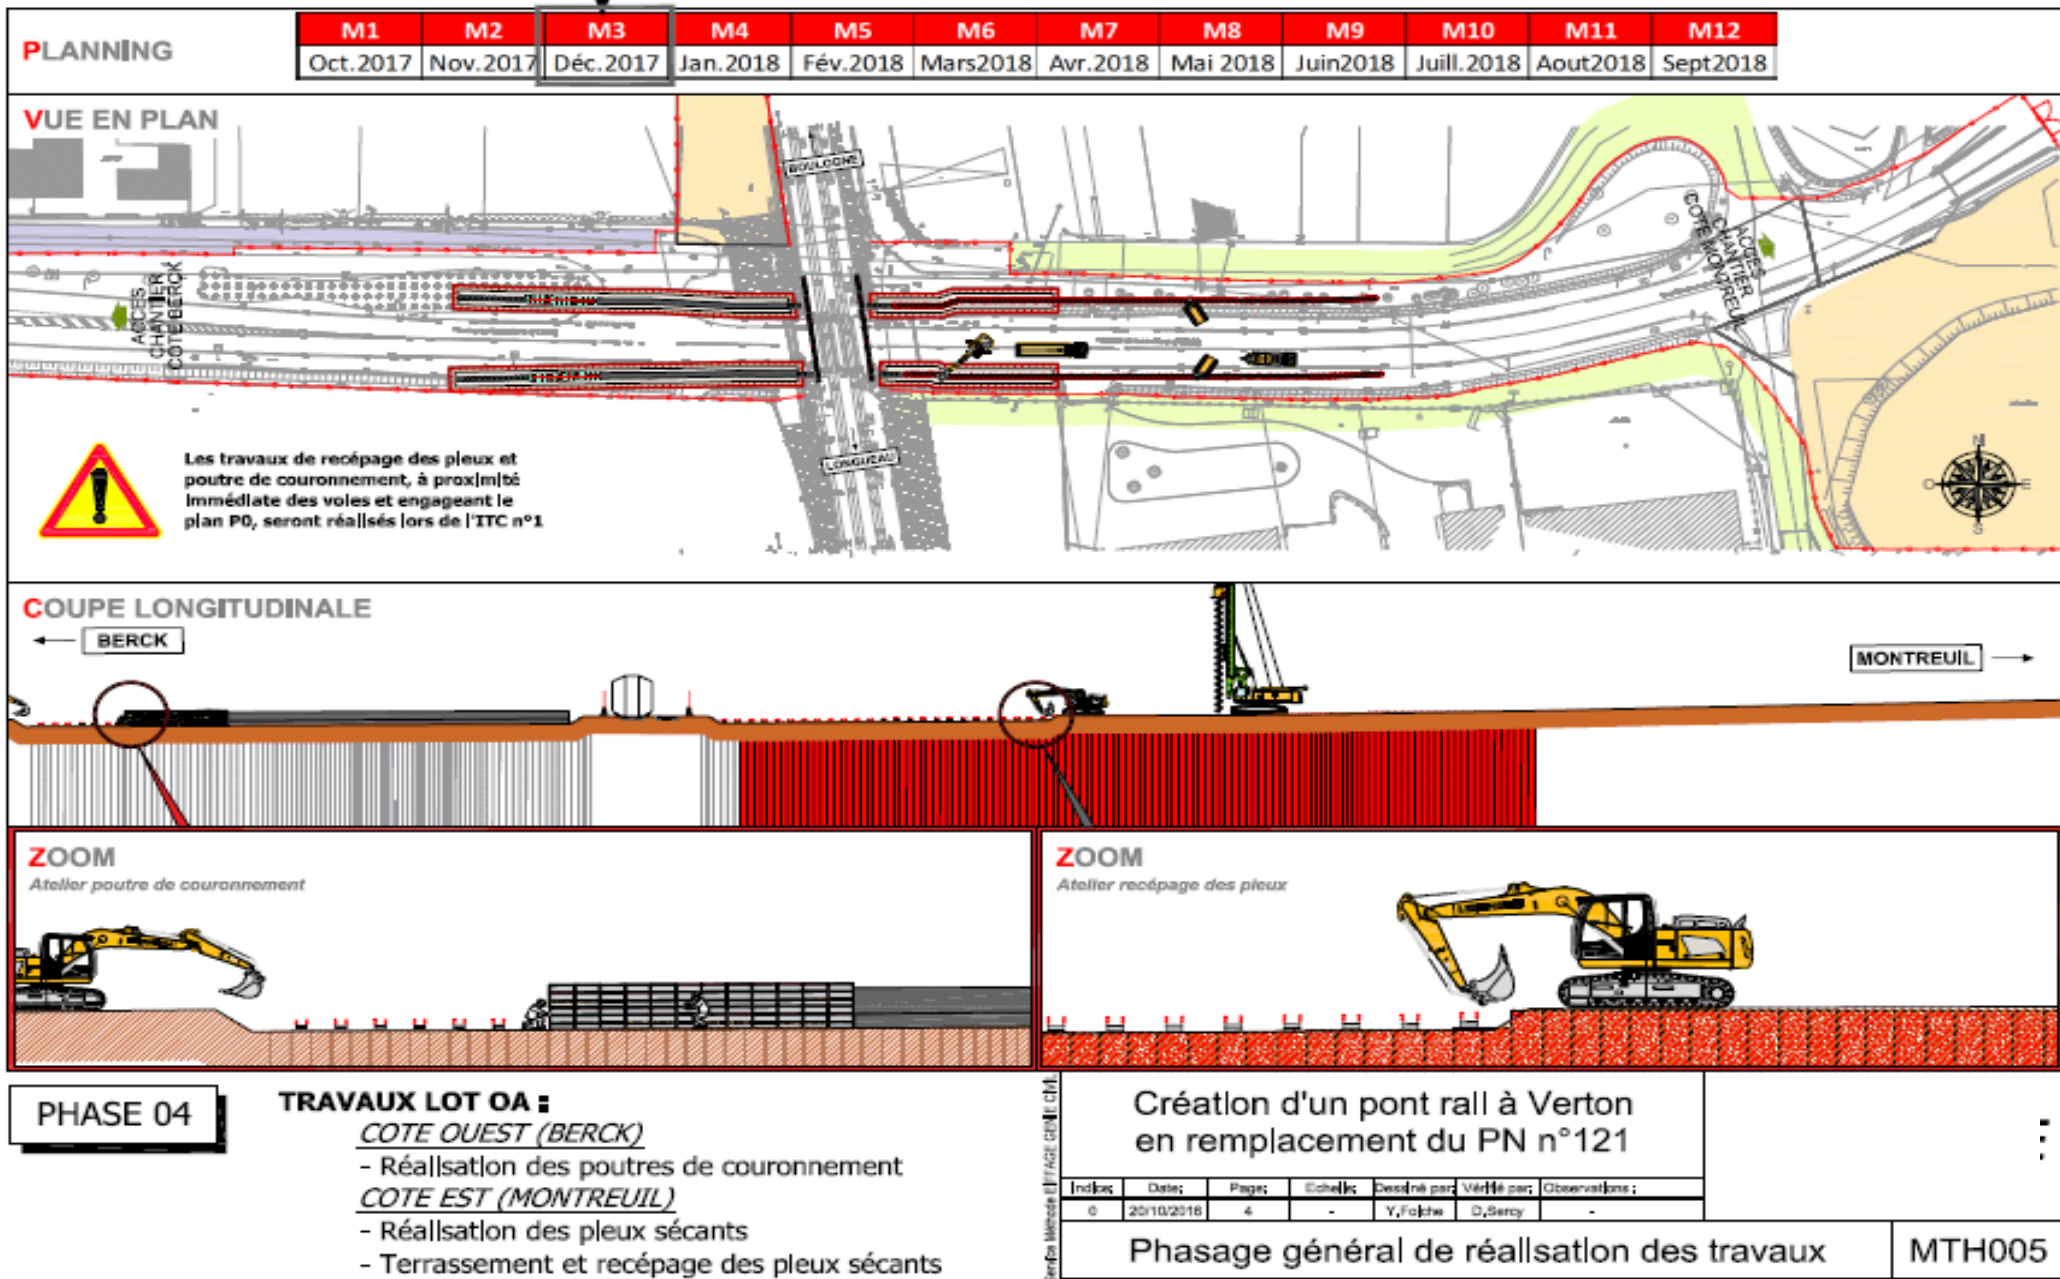 PLANNING
M1 M2 M3 M4 M5 M6 M7 M8 M9 M10 M11 M12
Oct.2017 Nov.2017 Déc.2017 Jan.2018 Fév.2018 Mars2018 Avr.2018 Mai 2018 Juin2018 Juill.2018 Aout2018 Sept2018
VUE EN PLAN
BOULOGNE
ACCES
CHANTIER
COTE BERCK
ACCES
CHANTIER
COTE MONTREUIL
LONGUEAU
N
O E
S
Les travaux de recépage des pieux et
poutre de couronnement, à proximité
immédiate des voies et engageant le
plan P0, seront réalisés lors de l'ITC n°1
COUPE LONGITUDINALE
BERCK
MONTREUIL
ZOOM
Atelier poutre de couronnement
ZOOM
Atelier recépage des pieux
PHASE 04
TRAVAUX LOT OA :
COTE OUEST (BERCK)
- Réalisation des poutres de couronnement
COTE EST (MONTREUIL)
- Réalisation des pieux sécants
- Terrassement et recépage des pieux sécants
Service Méthode EIFFAGE GENIE CIVIL
Création d'un pont rail à Verton
en remplacement du PN n°121
Indice: Date: Page: Echelle: Dessiné par: Vérifié par: Observations :
0 20/10/2016 4 - Y.Folche D.Sercy -
Phasage général de réalisation des travaux
MTH005